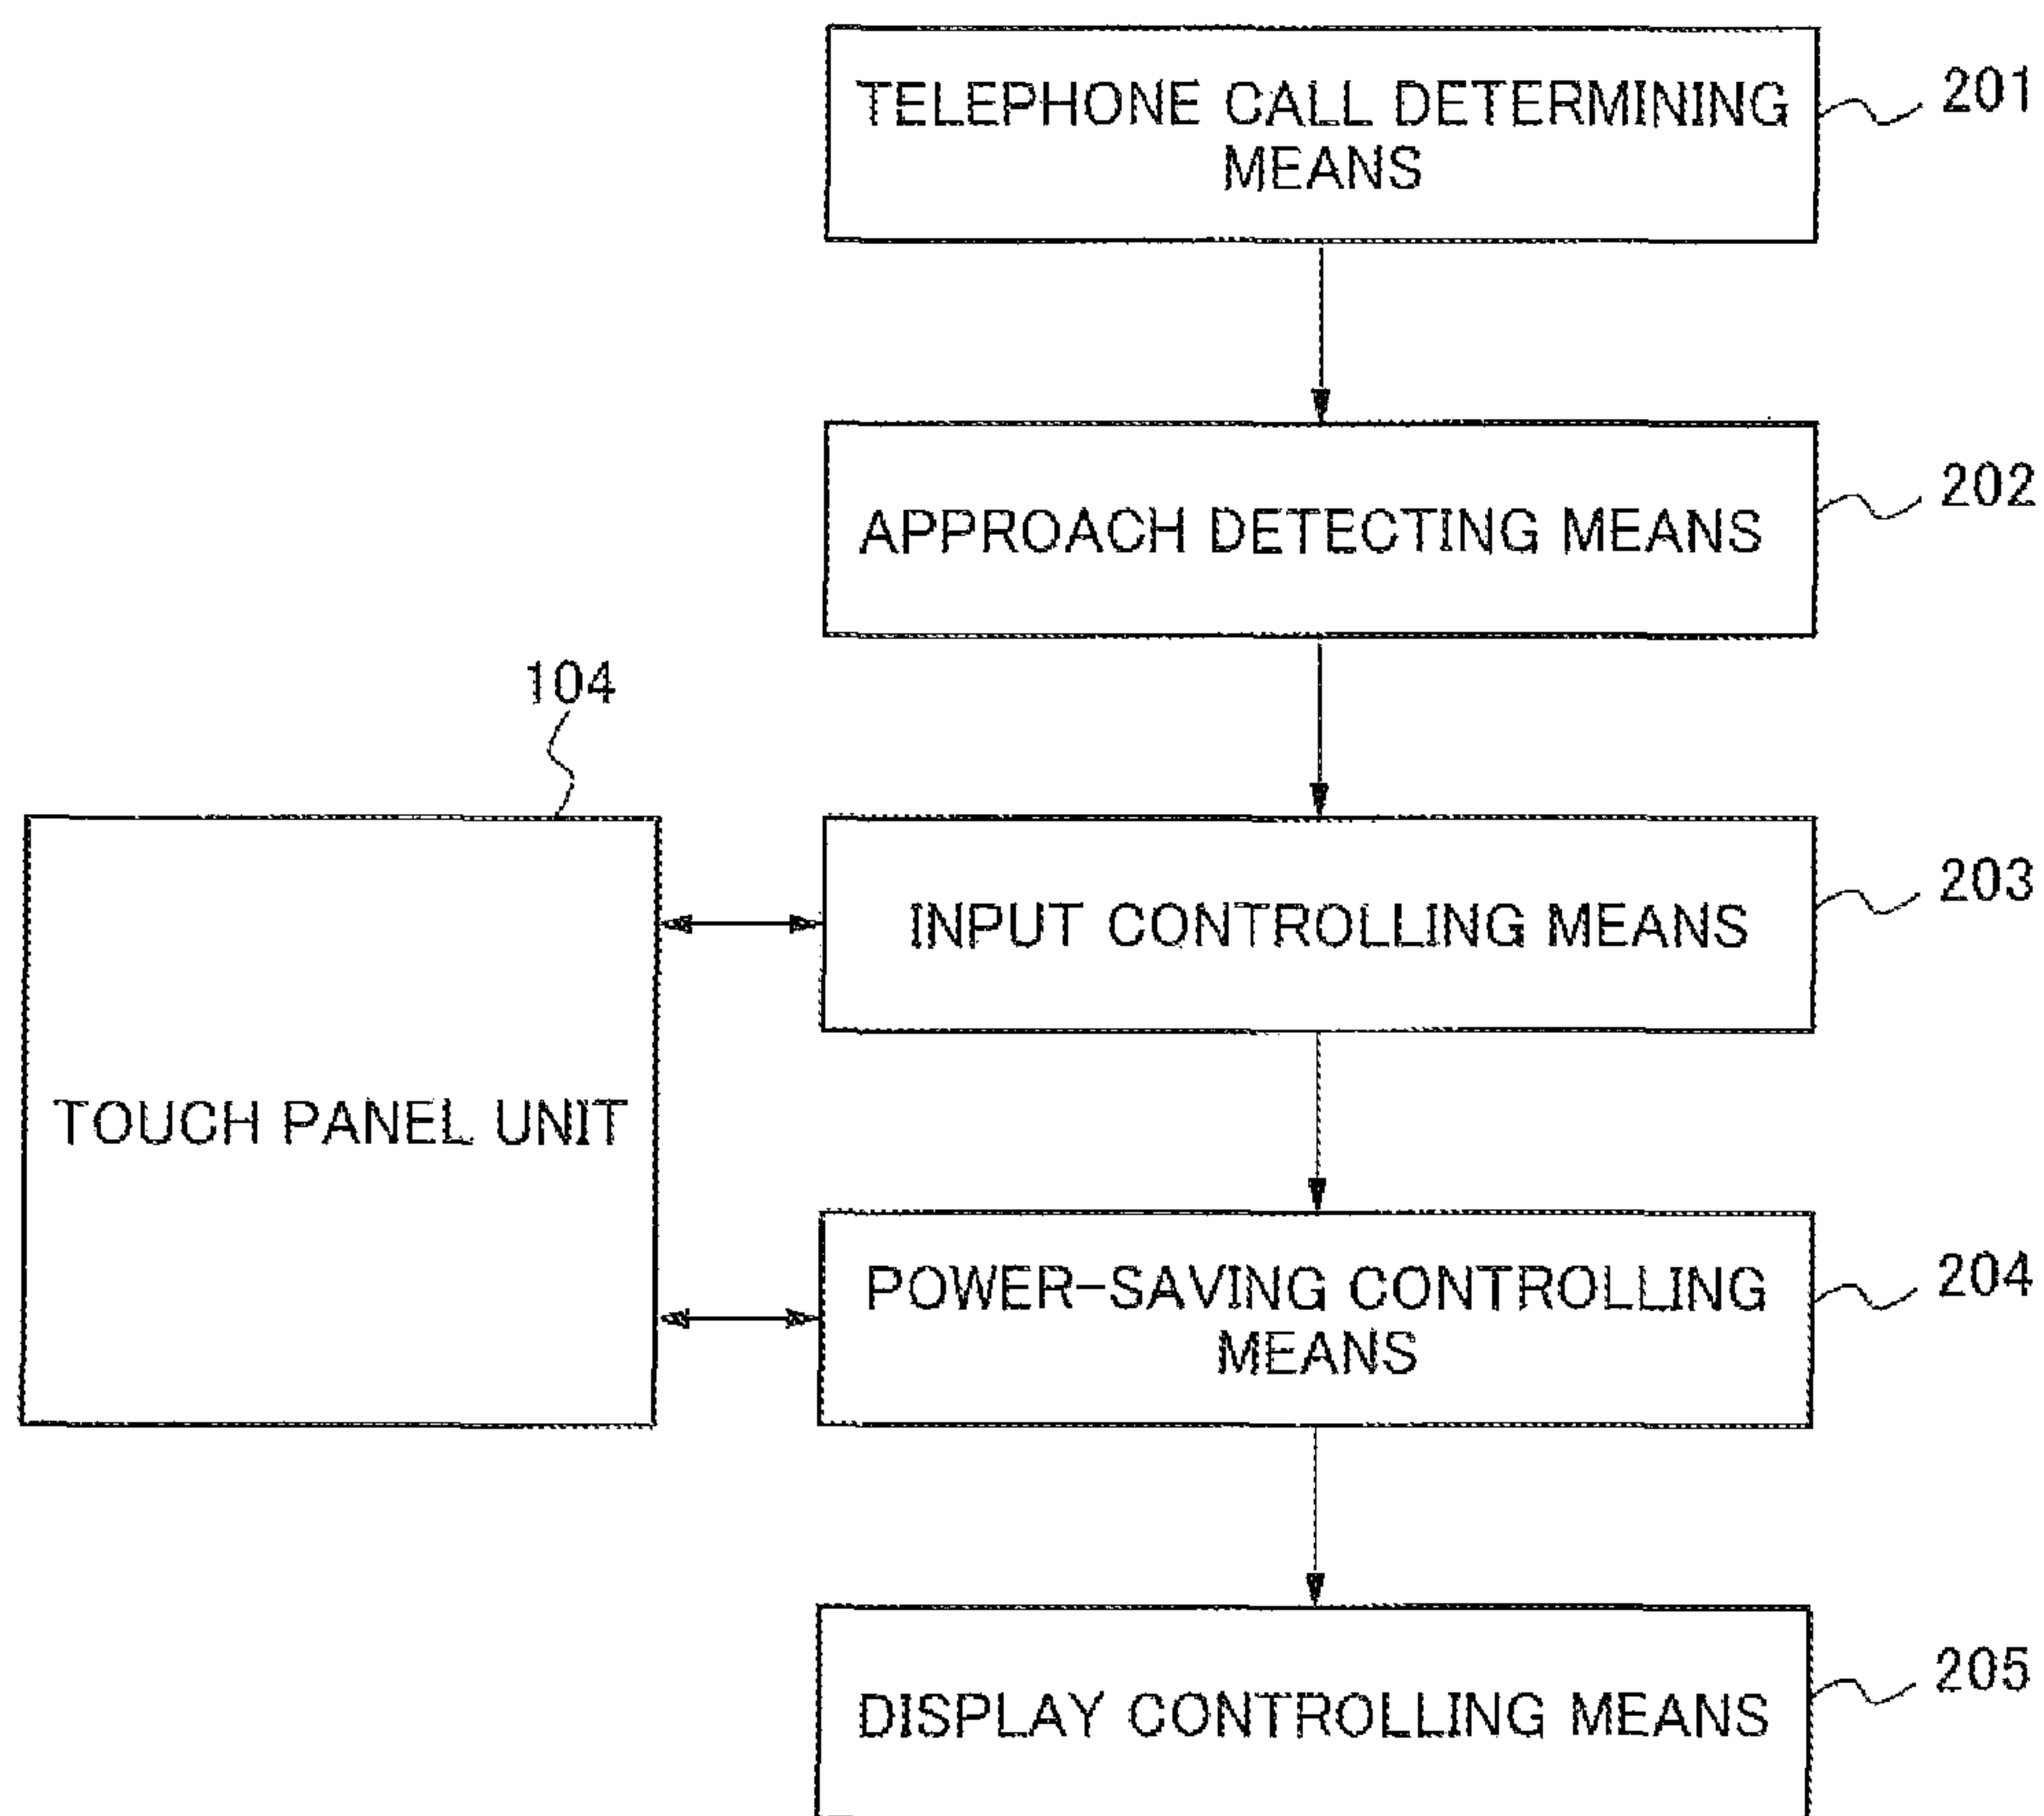 TELEPHONE CALL DETERMINING
MEANS
201
APPROACH DETECTING MEANS
202
104
TOUCH PANEL UNIT
INPUT CONTROLLING MEANS
203
POWER-SAVING CONTROLLING
MEANS
204
DISPLAY CONTROLLING MEANS
205